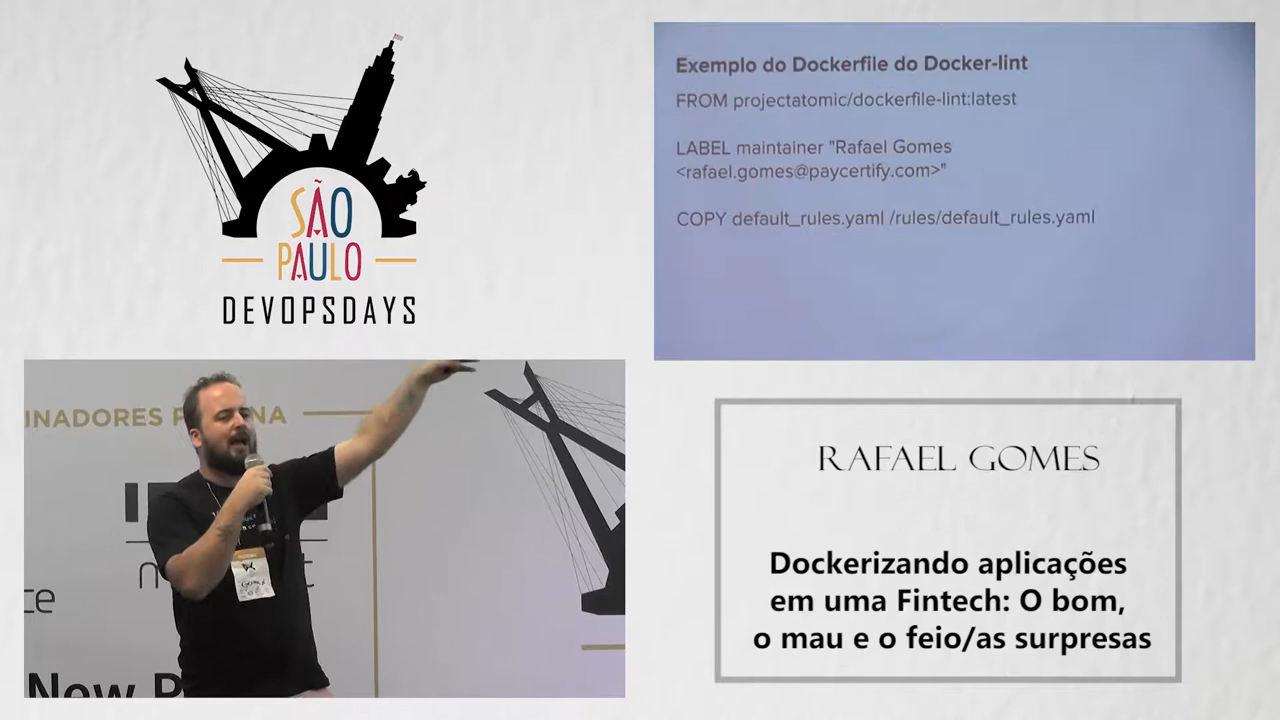 SÃO
PAULO
DEVOPSDAYS
Exemplo do Dockerfile do Docker-lint
FROM projectatomic/dockerfile-lint:latest
LABEL maintainer "Rafael Gomes
<rafael.gomes@paycertify.com>"
COPY default_rules.yaml /rules/default_rules.yaml
RAFAEL GOMES
Dockerizando aplicações
em uma Fintech: O bom,
o mau e o feio/as surpresas
New